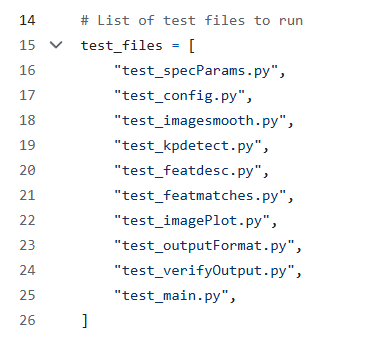 14 # List of test files to run
15 test_files = [
16     "test_specParams.py",
17     "test_config.py",
18     "test_imagesmooth.py",
19     "test_kpdetect.py",
20     "test_featdesc.py",
21     "test_featmatches.py",
22     "test_imagePlot.py",
23     "test_outputFormat.py",
24     "test_verifyOutput.py",
25     "test_main.py",
26 ]